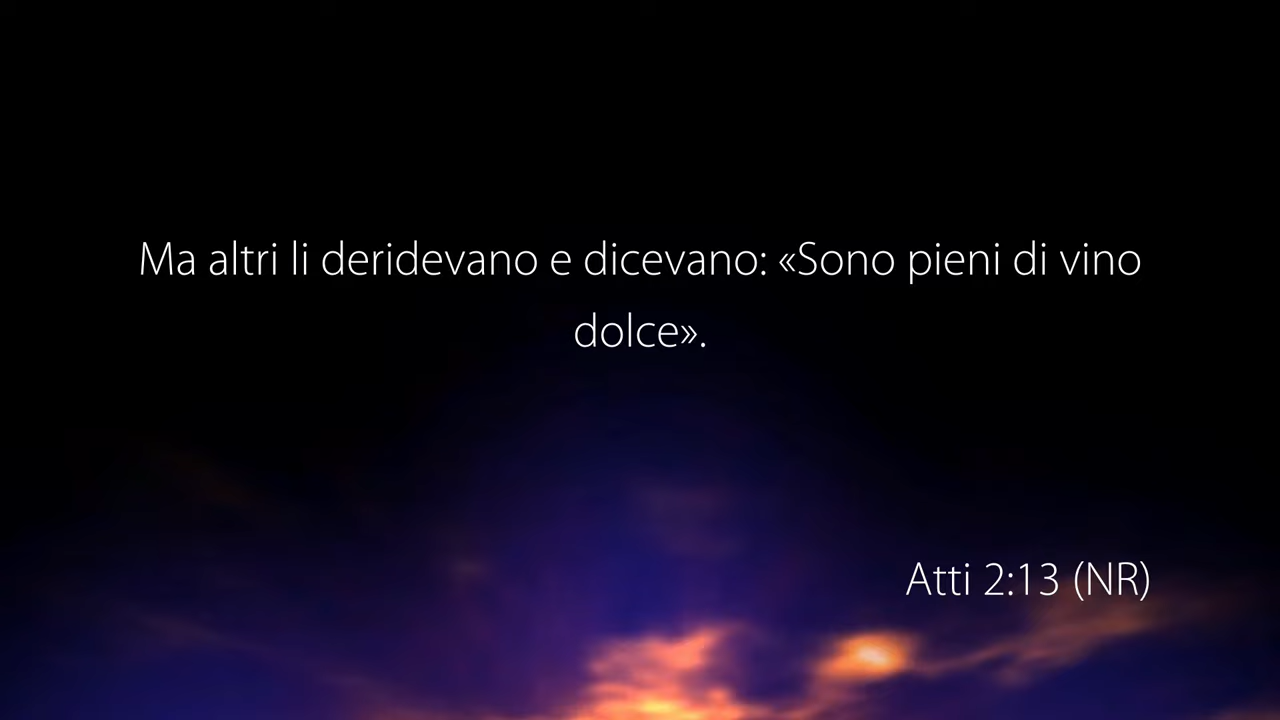 Ma altri li deridevano e dicevano: «Sono pieni di vino
dolce».
Atti 2:13 (NR)